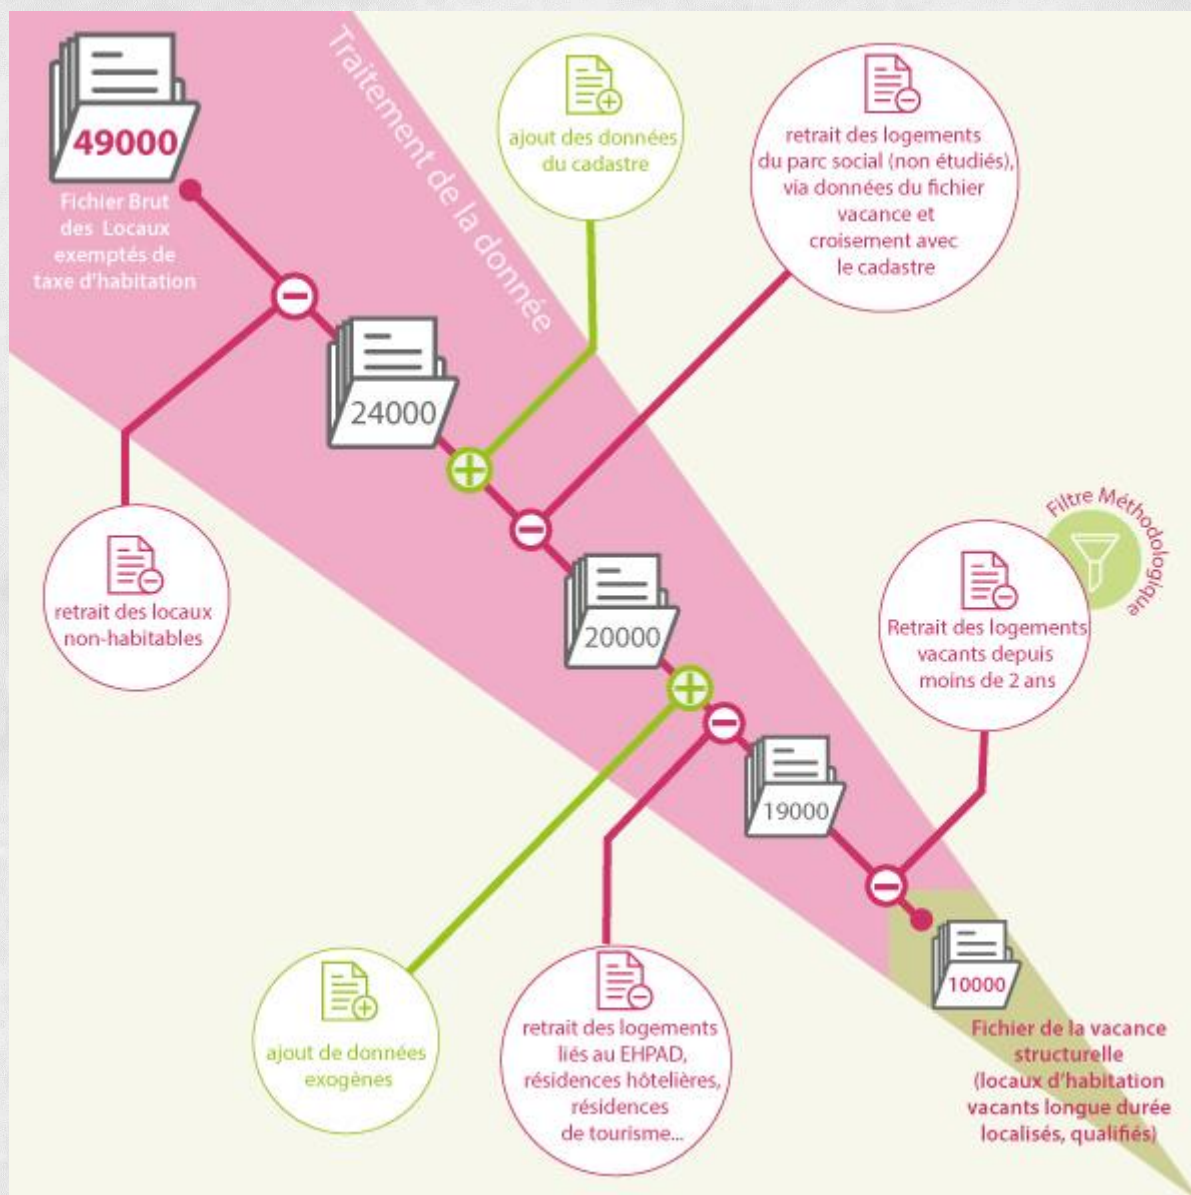 49000
Fichier Brut
des Locaux
exemptés de
taxe d'habitation
Traitement de la donnée
ajout des données
du cadastre
retrait des logements
du parc social (non étudiés),
via données du fichier
vacance et
croisement avec
le cadastre
24000
retrait des locaux
non-habitables
20000
Filtre Méthodologique
Retrait des logements
vacants depuis
moins de 2 ans
19000
ajout de données
exogènes
retrait des logements
liés au EHPAD,
résidences hôtelières,
résidences
de tourisme...
10000
Fichier de la vacance
structurelle
(locaux d'habitation
vacants longue durée
localisés, qualifiés)